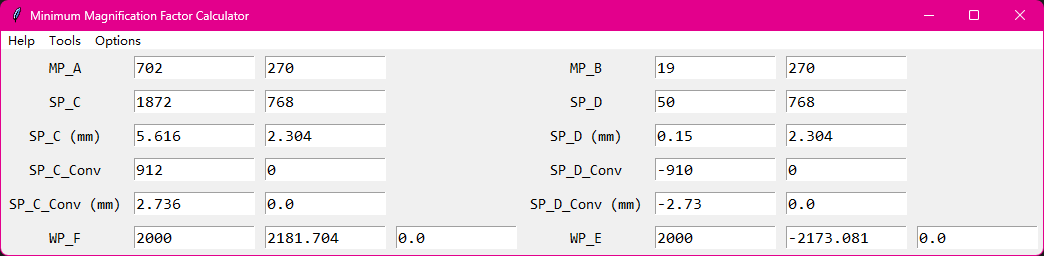 Minimum Magnification Factor Calculator
Help Tools Options
MP_A 702 270 MP_B 19 270
SP_C 1872 768 SP_D 50 768
SP_C (mm) 5.616 2.304 SP_D (mm) 0.15 2.304
SP_C_Conv 912 0 SP_D_Conv -910 0
SP_C_Conv (mm) 2.736 0.0 SP_D_Conv (mm) -2.73 0.0
WP_F 2000 2181.704 0.0 WP_E 2000 -2173.081 0.0